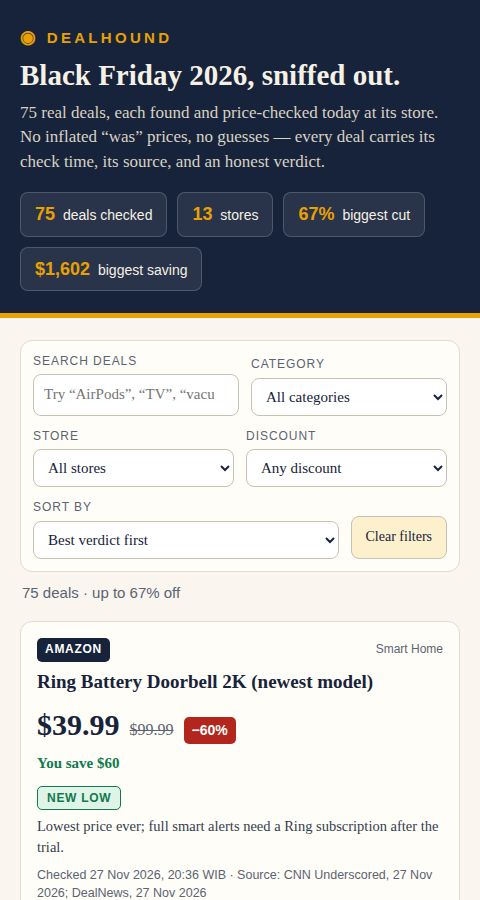 ◉ DEALHOUND
Black Friday 2026, sniffed out.
75 real deals, each found and price-checked today at its store.
No inflated “was” prices, no guesses — every deal carries its
check time, its source, and an honest verdict.
75 deals checked
13 stores
67% biggest cut
$1,602 biggest saving
SEARCH DEALS
CATEGORY
Try “AirPods”, “TV”, “vacu
All categories
STORE
DISCOUNT
All stores
Any discount
SORT BY
Best verdict first
Clear filters
75 deals · up to 67% off
AMAZON
Smart Home
Ring Battery Doorbell 2K (newest model)
$39.99 $99.99 −60%
You save $60
NEW LOW
Lowest price ever; full smart alerts need a Ring subscription after the
trial.
Checked 27 Nov 2026, 20:36 WIB · Source: CNN Underscored, 27 Nov
2026; DealNews, 27 Nov 2026